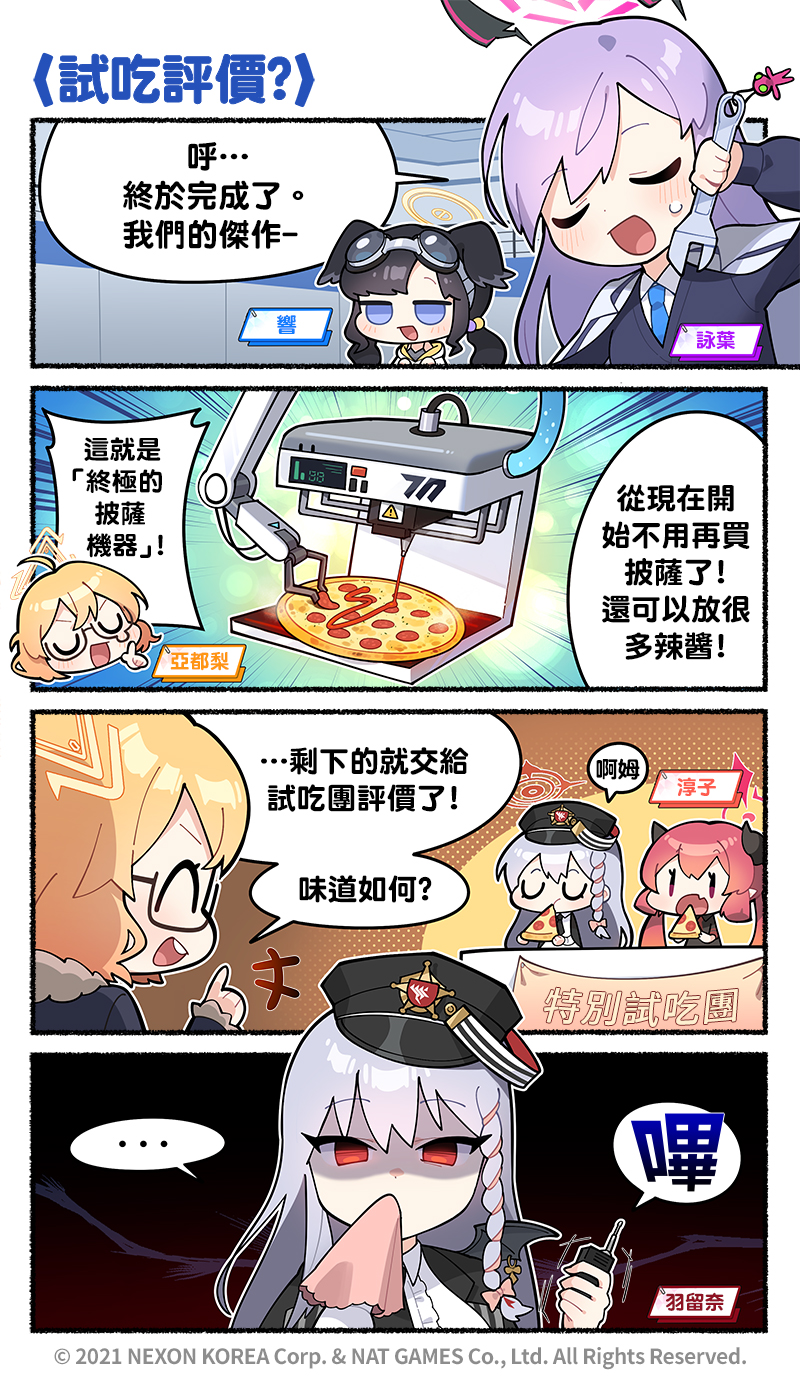 《試吃評價?》
呼…
終於完成了。
我們的傑作-
響
詠葉
這就是
「終極的
披薩
機器」!
亞都梨
從現在開
始不用再買
披薩了!
還可以放很
多辣醬!
…剩下的就交給
試吃團評價了!
味道如何?
啊姆
淳子
特別試吃團
...
嗶
羽留奈
© 2021 NEXON KOREA Corp. & NAT GAMES Co., Ltd. All Rights Reserved.